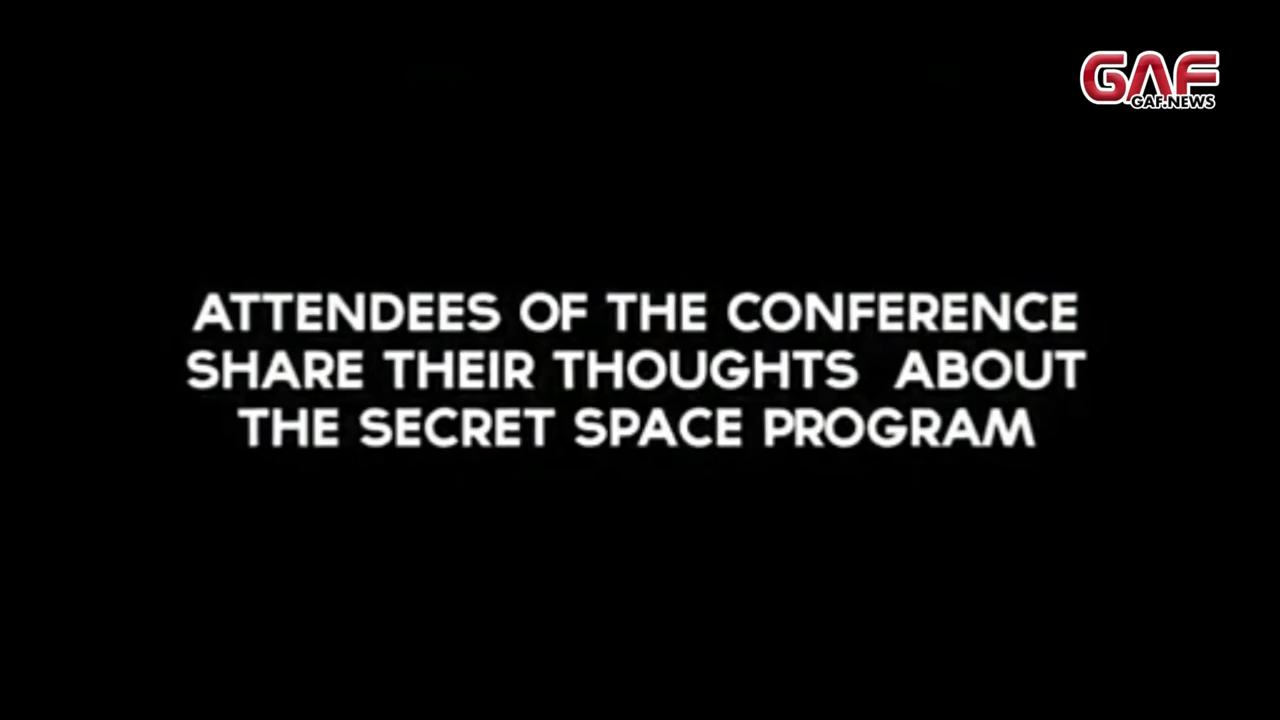 GAF
GAF.NEWS
ATTENDEES OF THE CONFERENCE
SHARE THEIR THOUGHTS  ABOUT
THE SECRET SPACE PROGRAM